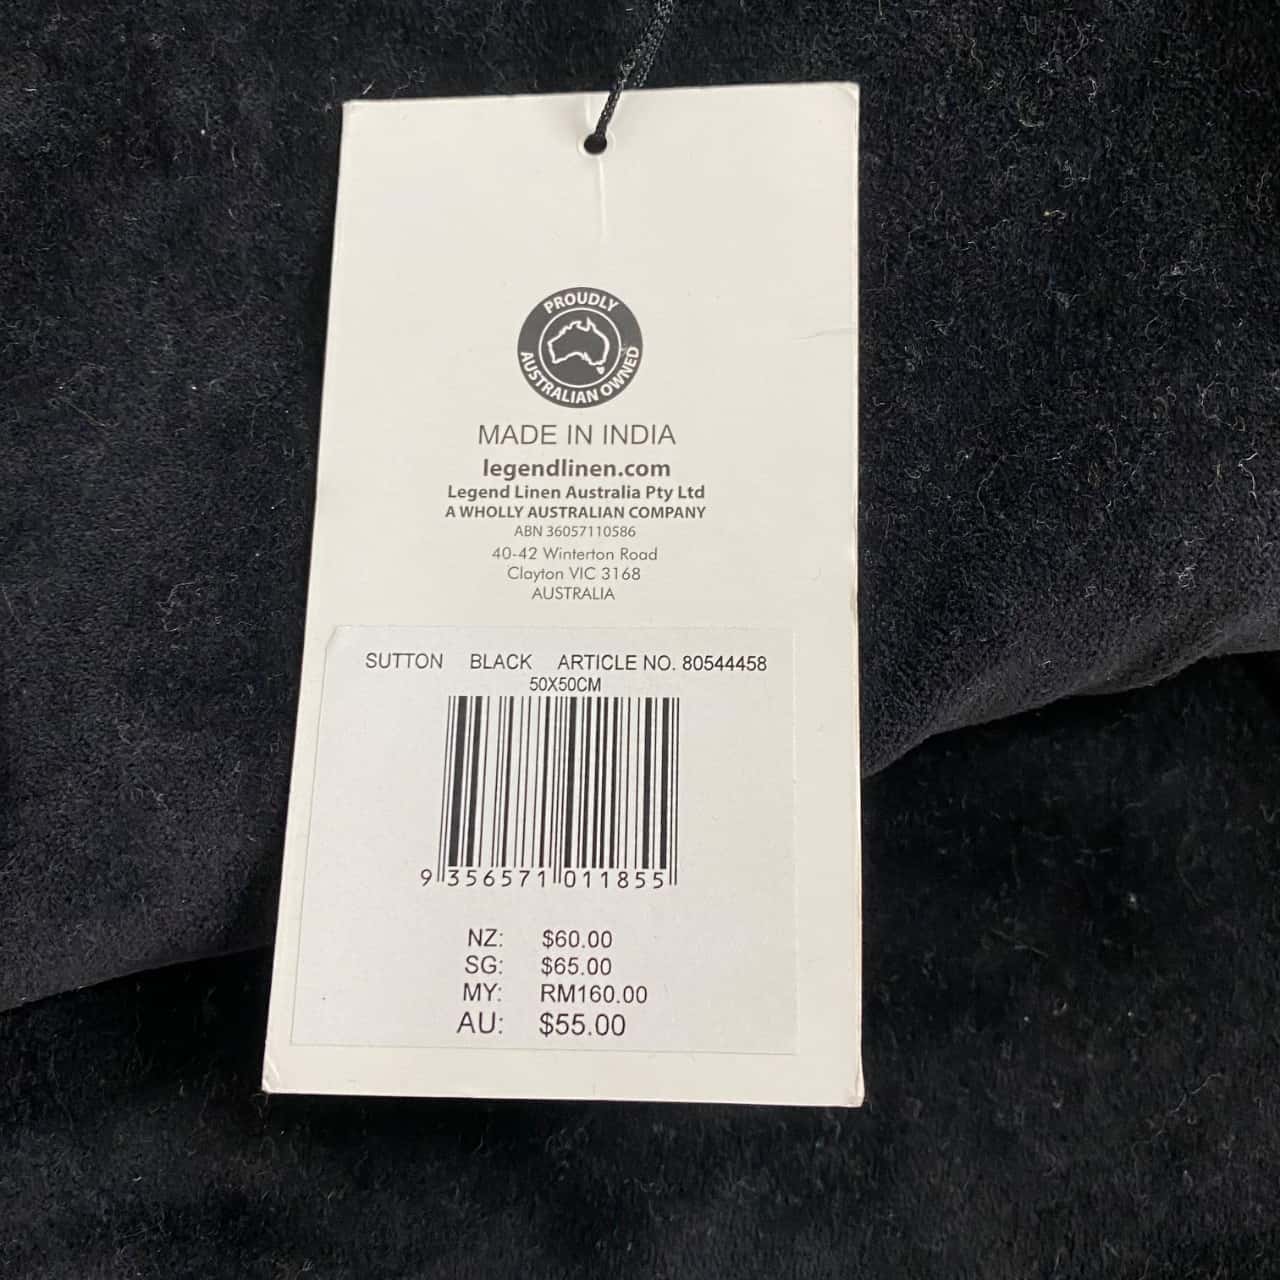 PROUDLY
AUSTRALIAN OWNED
MADE IN INDIA
legendlinen.com
Legend Linen Australia Pty Ltd
A WHOLLY AUSTRALIAN COMPANY
ABN 36057110586
40-42 Winterton Road
Clayton VIC 3168
AUSTRALIA
SUTTON BLACK ARTICLE NO. 80544458
50X50CM
9 356571 011855
NZ: $60.00
SG: $65.00
MY: RM160.00
AU: $55.00